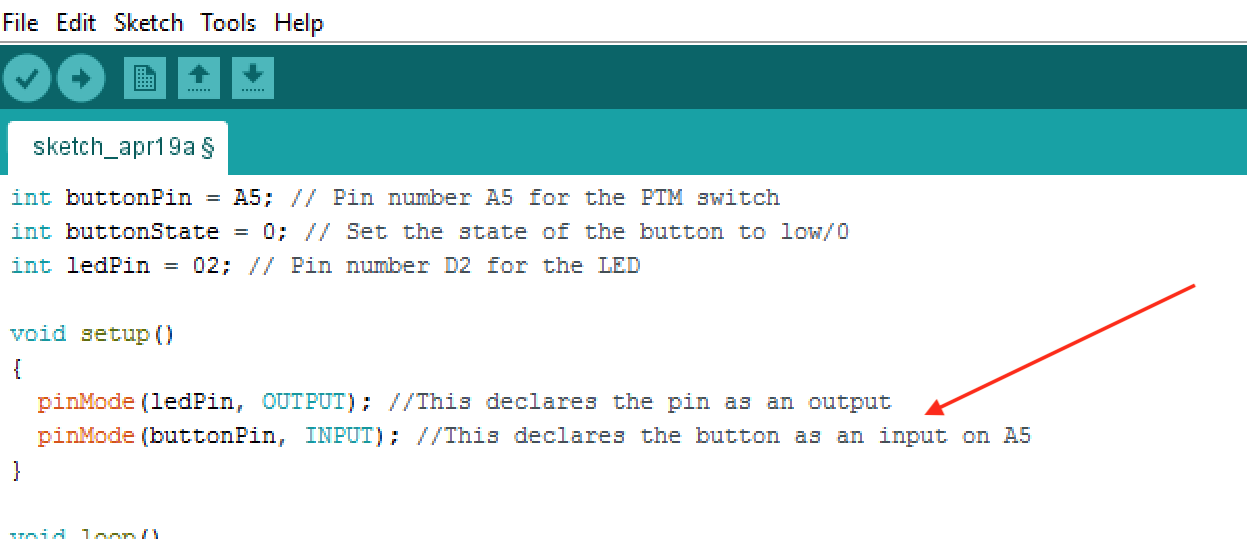 File Edit Sketch Tools Help
sketch_apr19a §
int buttonPin = A5; // Pin number A5 for the PTM switch
int buttonState = 0; // Set the state of the button to low/0
int ledPin = 02; // Pin number D2 for the LED
void setup()
{
pinMode(ledPin, OUTPUT); //This declares the pin as an output
pinMode(buttonPin, INPUT); //This declares the button as an input on A5
}
void loop()